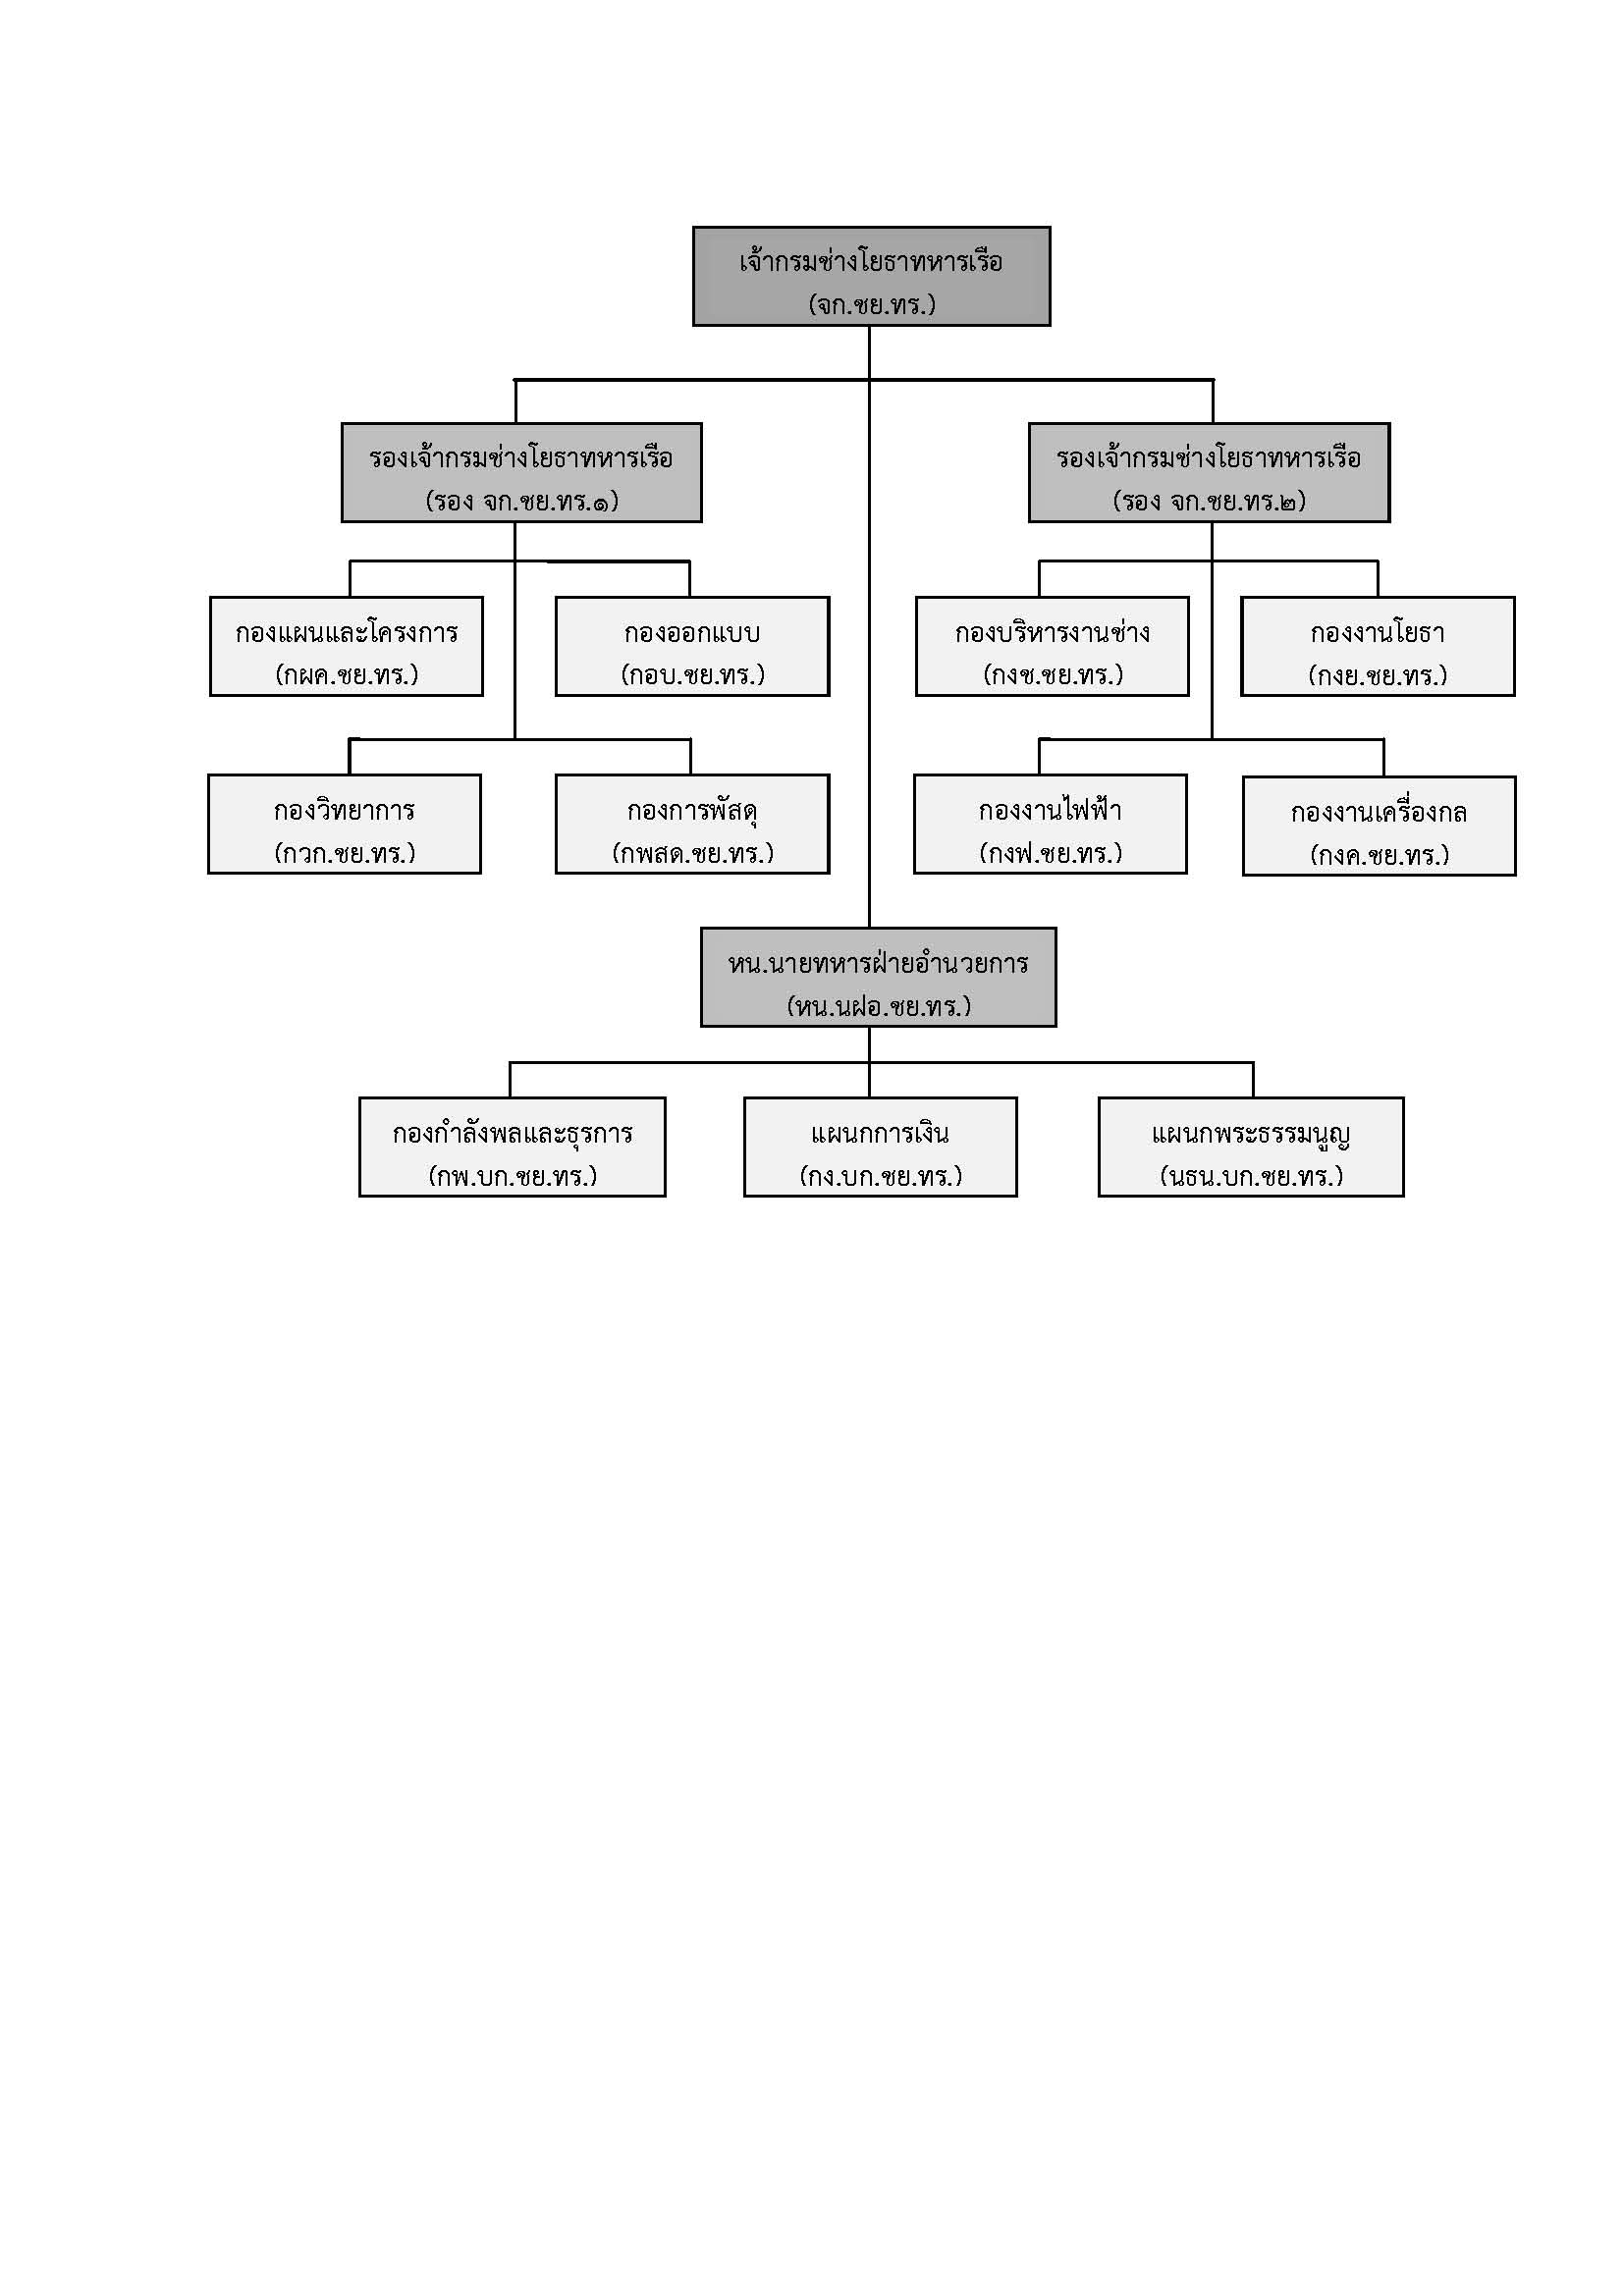 เจ้ากรมช่างโยธาทหารเรือ
(จก.ชย.ทร.)
รองเจ้ากรมช่างโยธาทหารเรือ
(รอง จก.ชย.ทร.๑)
รองเจ้ากรมช่างโยธาทหารเรือ
(รอง จก.ชย.ทร.๒)
กองแผนและโครงการ
(กผค.ชย.ทร.)
กองออกแบบ
(กอบ.ชย.ทร.)
กองบริหารงานช่าง
(กงช.ชย.ทร.)
กองงานโยธา
(กงย.ชย.ทร.)
กองวิทยาการ
(กวก.ชย.ทร.)
กองการพัสดุ
(กพสด.ชย.ทร.)
กองงานไฟฟ้า
(กงฟ.ชย.ทร.)
กองงานเครื่องกล
(กงค.ชย.ทร.)
หน.นายทหารฝ่ายอำนวยการ
(หน.นฝอ.ชย.ทร.)
กองกำลังพลและธุรการ
(กพ.บก.ชย.ทร.)
แผนกการเงิน
(กง.บก.ชย.ทร.)
แผนกพระธรรมนูญ
(นธน.บก.ชย.ทร.)